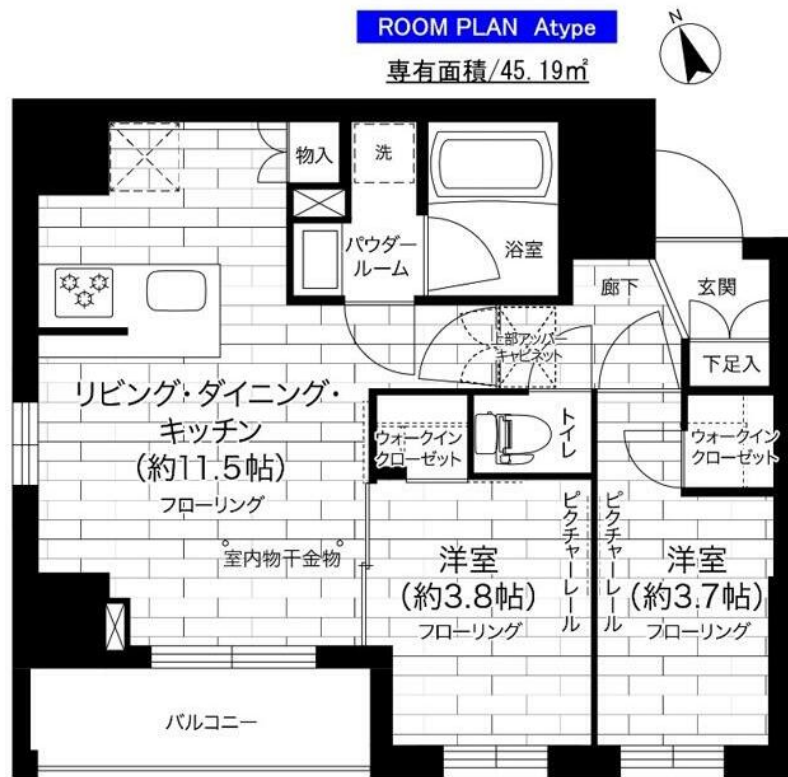 ROOM PLAN Atype
専有面積/45.19㎡
N
物入
洗
パウダー
ルーム
浴室
廊下
玄関
上部アッパー
キャビネット
下足入
リビング・ダイニング・
キッチン
(約11.5帖)
フローリング
ウォークイン
クローゼット
トイレ
ウォークイン
クローゼット
室内物干金物
洋室
(約3.8帖)
フローリング
ピクチャーレール
ピクチャーレール
洋室
(約3.7帖)
フローリング
バルコニー